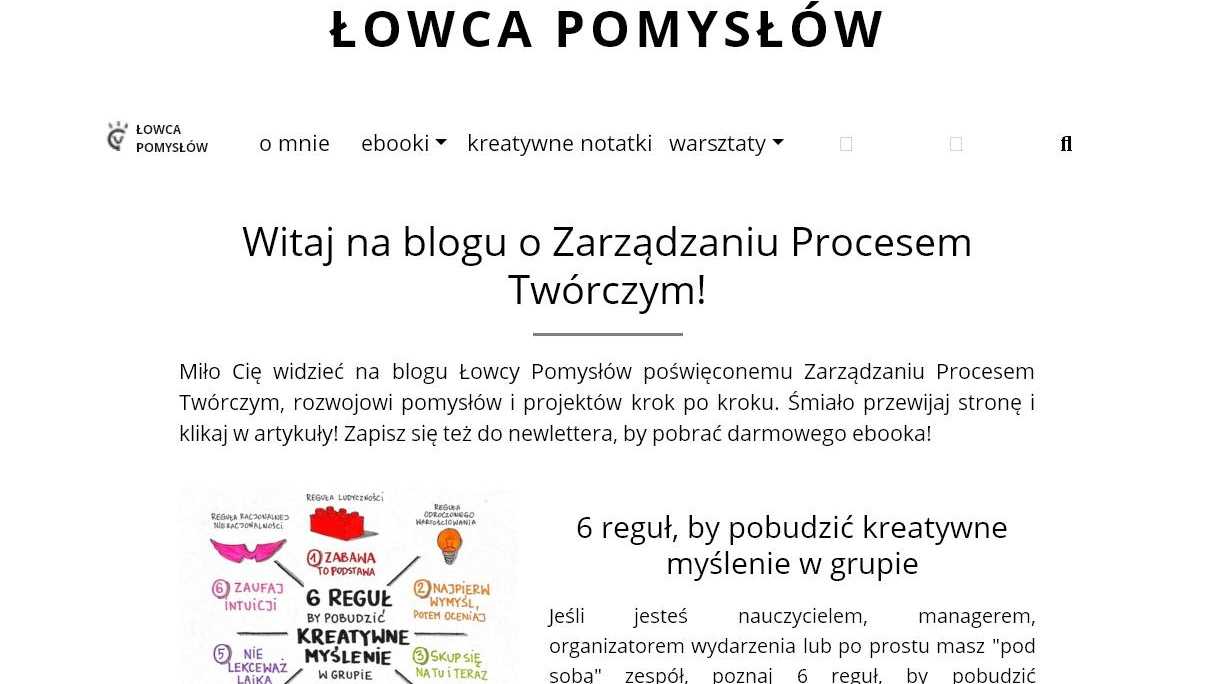 ŁOWCA POMYSŁÓW
ŁOWCA
POMYSŁÓW
o mnie ebooki kreatywne notatki warsztaty
Witaj na blogu o Zarządzaniu Procesem
Twórczym!
Miło Cię widzieć na blogu Łowcy Pomysłów poświęconemu Zarządzaniu Procesem
Twórczym, rozwojowi pomysłów i projektów krok po kroku. Śmiało przewijaj stronę i
klikaj w artykuły! Zapisz się też do newlettera, by pobrać darmowego ebooka!
REGUŁA LUDYCZNOŚCI
REGUŁA RACJONALNEJ
NIERACJONALNOŚCI
REGUŁA
ODROCZONEGO
WARTOŚCIOWANIA
1 ZABAWA
TO PODSTAWA
6 ZAUFAJ
INTUICJI
2 NAJPIERW
WYMYŚL,
POTEM OCENIAJ
6 REGUŁ
BY POBUDZIĆ
KREATYWNE
MYŚLENIE
W GRUPIE
5 NIE
LEKCEWAŻ
LAIKA
3 SKUP SIĘ
NA TU I TERAZ
6 reguł, by pobudzić kreatywne
myślenie w grupie
Jeśli jesteś nauczycielem, managerem,
organizatorem wydarzenia lub po prostu masz "pod
sobą" zespół, poznaj 6 reguł, by pobudzić